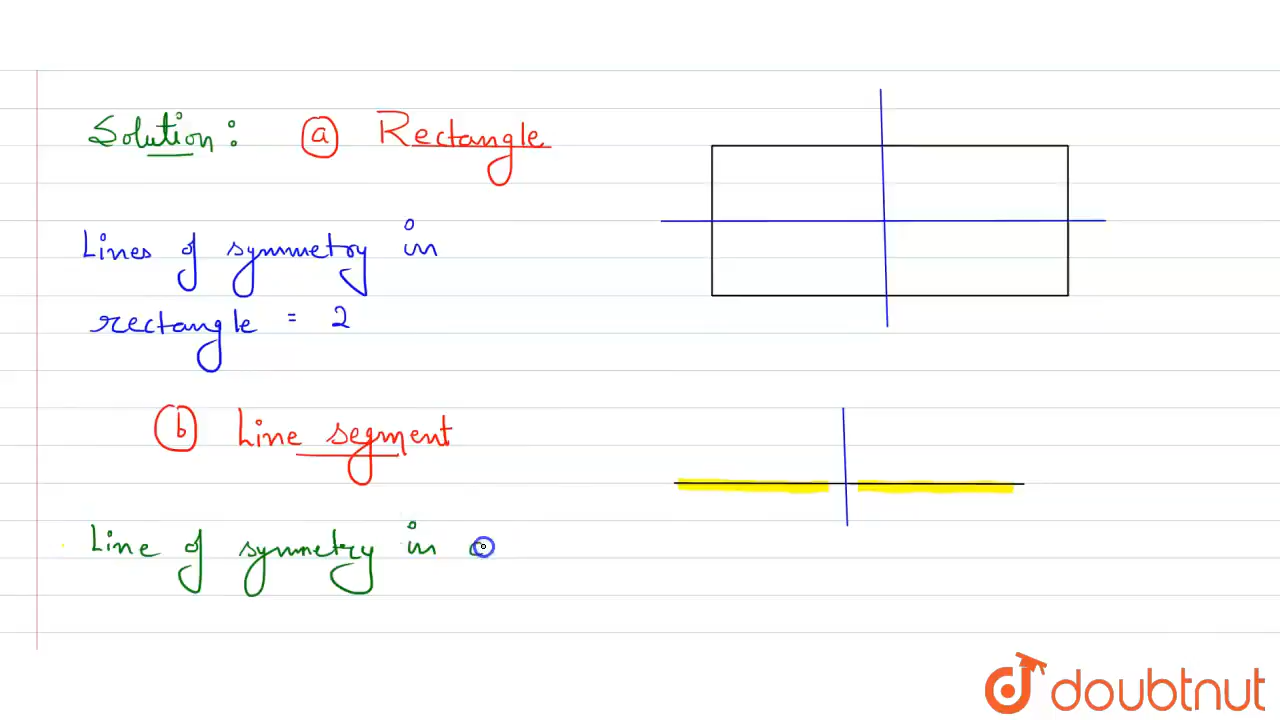 Solution: (a) Rectangle
Lines of symmetry in
rectangle = 2
(b) Line segment
Line of symmetry in
doubtnut